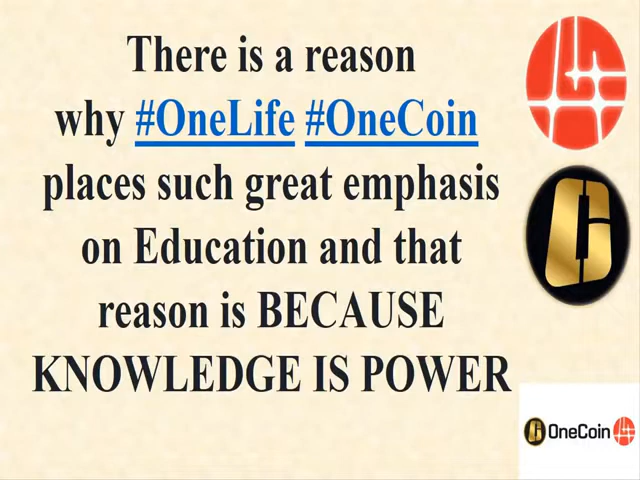 There is a reason
why #OneLife #OneCoin
places such great emphasis
on Education and that
reason is BECAUSE
KNOWLEDGE IS POWER
OneCoin